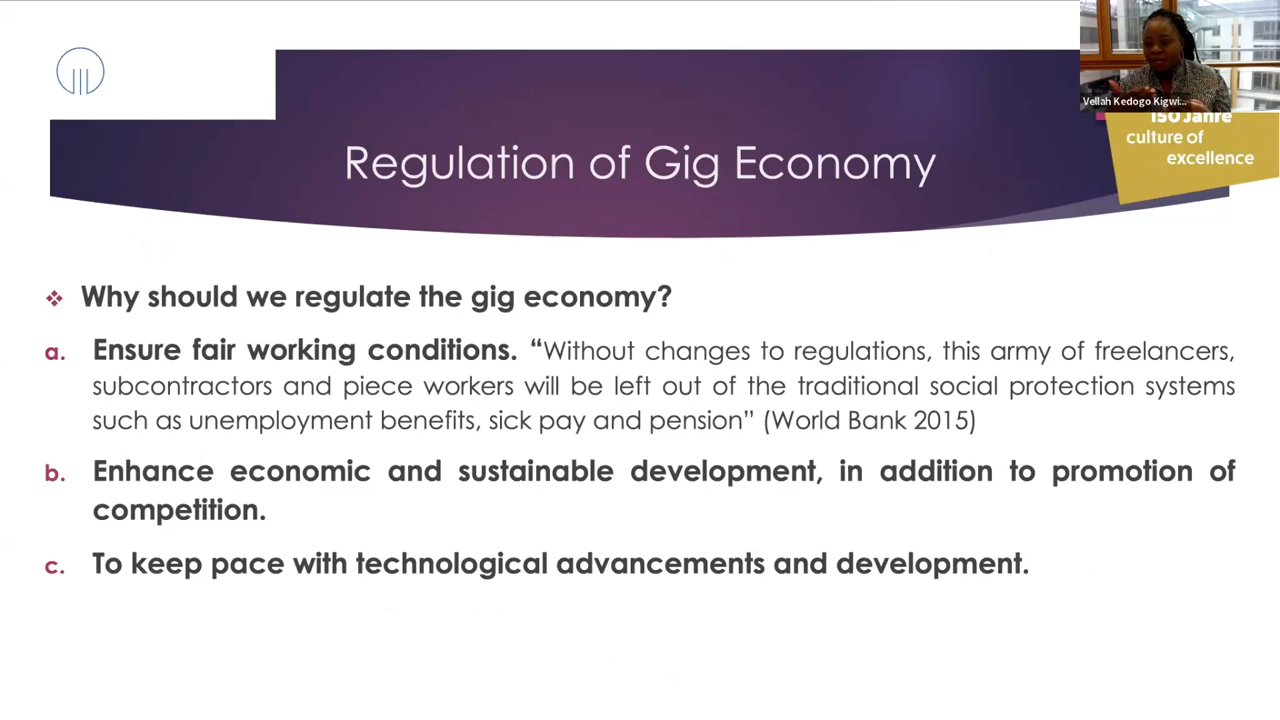 Vellah Kedogo Kigwi...
150 Jahre
culture of
excellence
Regulation of Gig Economy
❖ Why should we regulate the gig economy?
a. Ensure fair working conditions. “Without changes to regulations, this army of freelancers,
subcontractors and piece workers will be left out of the traditional social protection systems
such as unemployment benefits, sick pay and pension” (World Bank 2015)
b. Enhance economic and sustainable development, in addition to promotion of
competition.
c. To keep pace with technological advancements and development.